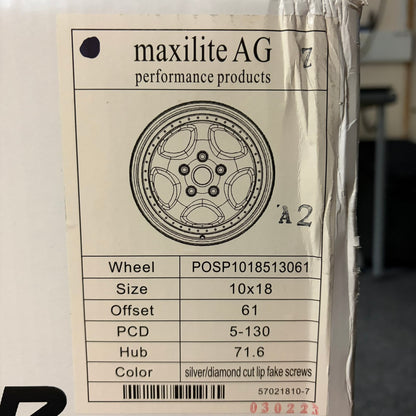 maxilite AG Z
performance products
A 2
Wheel POSP1018513061
Size 10x18
Offset 61
PCD 5-130
Hub 71.6
Color silver/diamond cut lip fake screws
57021810-7
030223